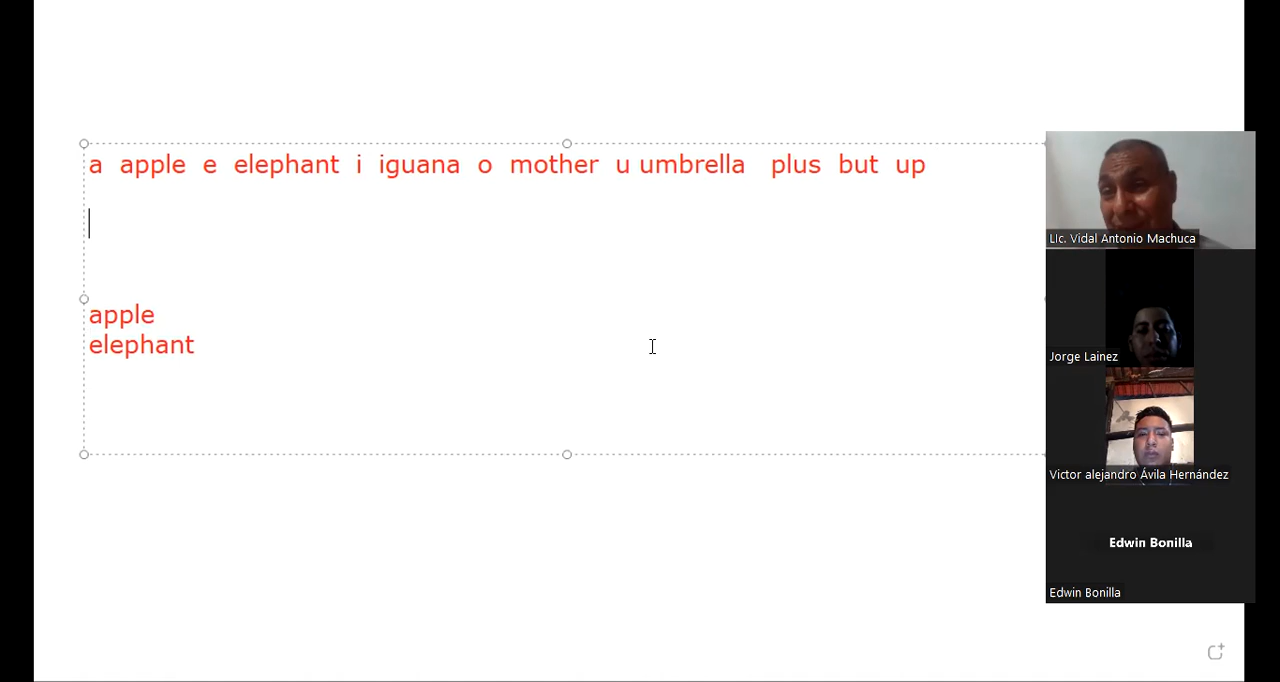 a apple e elephant i iguana o mother u umbrella plus but up
apple
elephant
LIc. Vidal Antonio Machuca
Jorge Lainez
Victor alejandro Ávila Hernández
Edwin Bonilla
Edwin Bonilla